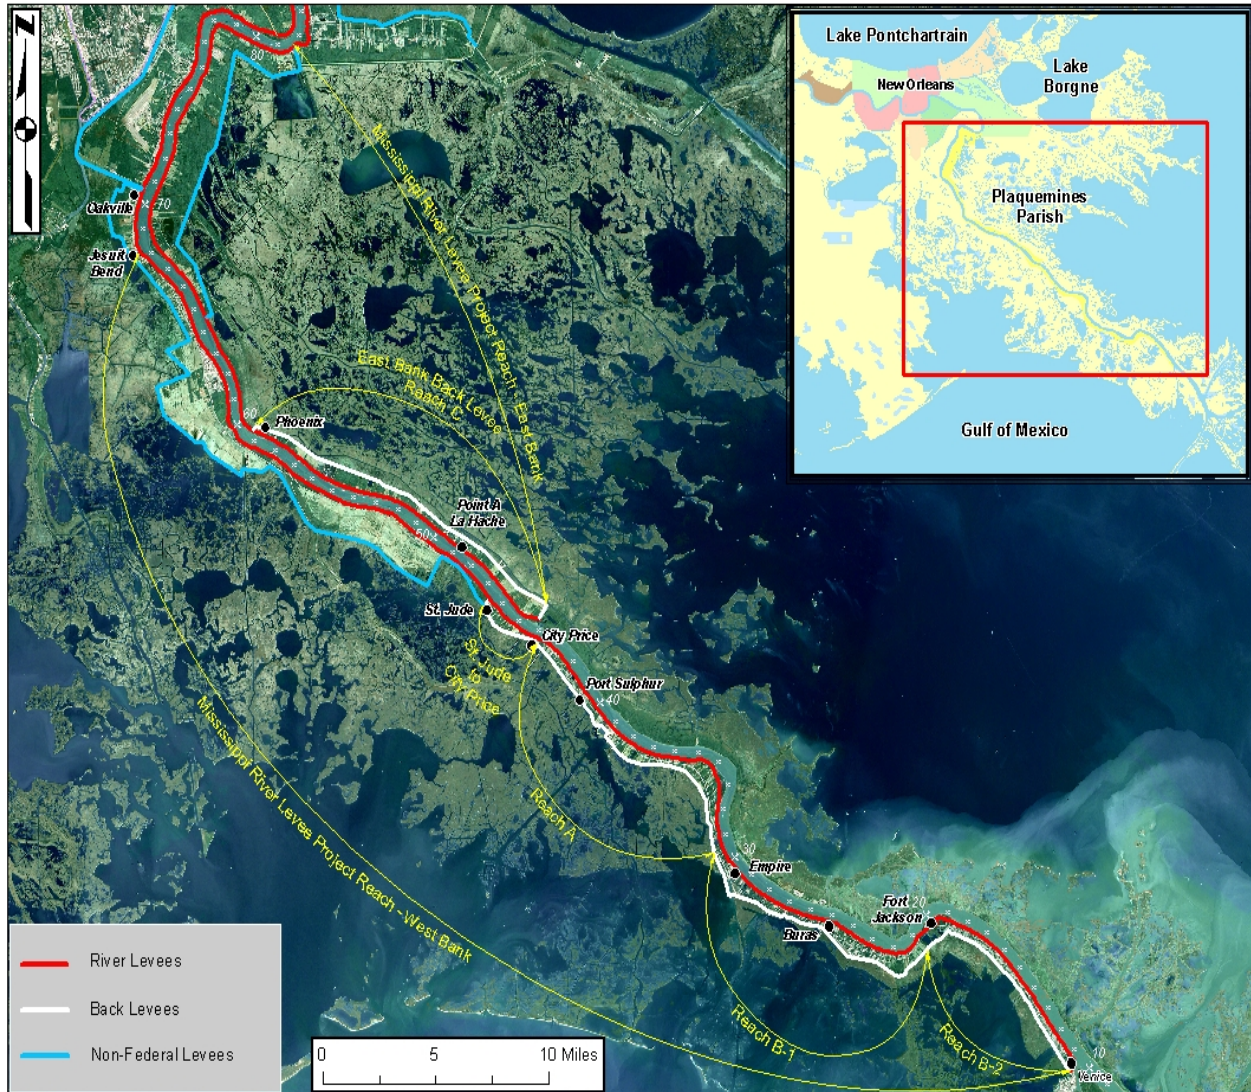 N
Lake Pontchartrain
New Orleans
Lake
Borgne
Plaquemines
Parish
Gulf of Mexico
80
Oakville
70
Jesuit
Bend
Mississippi River Levee Project Reach - East Bank
East Bank Back Levee
Reach C
60
Phoenix
Point A
La Hache
50
St. Jude
City Price
St. Jude
to
City Price
Port Sulphur
40
Reach A
Mississippi River Levee Project Reach - West Bank
30
Empire
Fort
Jackson
20
Buras
Reach B-1
Reach B-2
10
Venice
River Levees
Back Levees
Non-Federal Levees
0
5
10 Miles